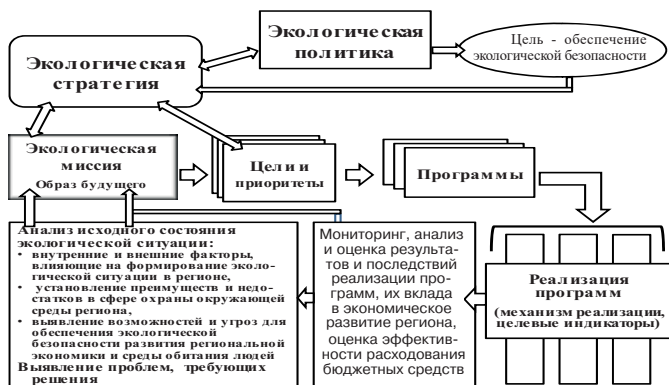 Экологическая
политика
Цель - обеспечение
экологической безопасности
Экологическая
стратегия
Экологическая
миссия
Образ будущего
Цели и
приоритеты
Программы
Анализ исходного состояния
экологической ситуации:
• внутренние и внешние факторы,
влияющие на формирование эколо-
гической ситуации в регионе,
• установление преимуществ и недо-
статков в сфере охраны окружающей
среды региона,
• выявление возможностей и угроз для
обеспечения экологической
безопасности развития региональной
экономики и среды обитания людей
Выявление проблем, требующих
решения
Мониторинг, анализ
и оценка результа-
тов и последствий
реализации про-
грамм, их вклада
в экономическое
развитие региона,
оценка эффектив-
ности расходования
бюджетных средств
Реализация
программ
(механизм реализации,
целевые индикаторы)